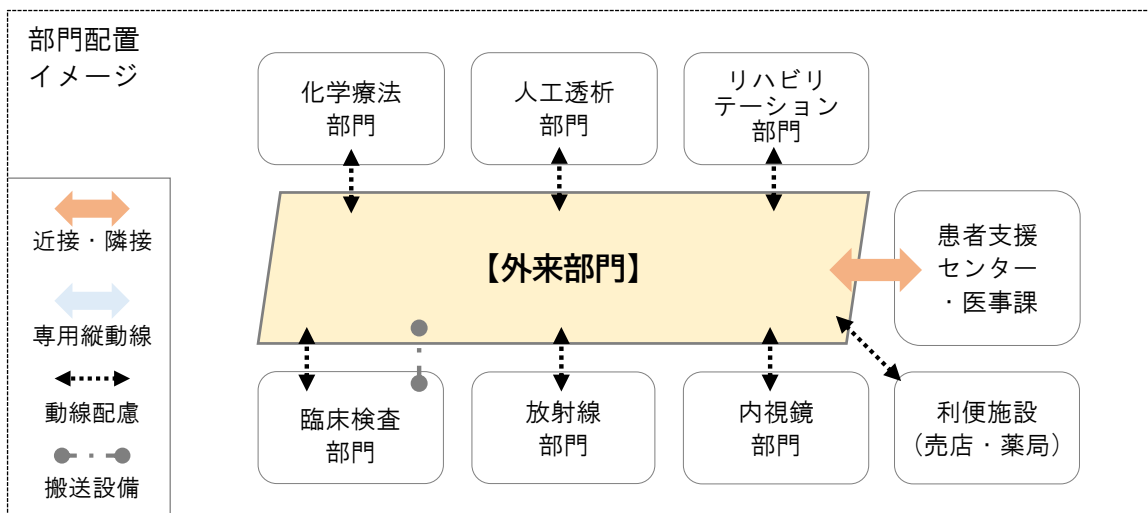 部門配置
イメージ
化学療法
部門
人工透析
部門
リハビリ
テーション
部門
近接・隣接
専用縦動線
動線配慮
搬送設備
【外来部門】
患者支援
センター
・医事課
臨床検査
部門
放射線
部門
内視鏡
部門
利便施設
（売店・薬局）